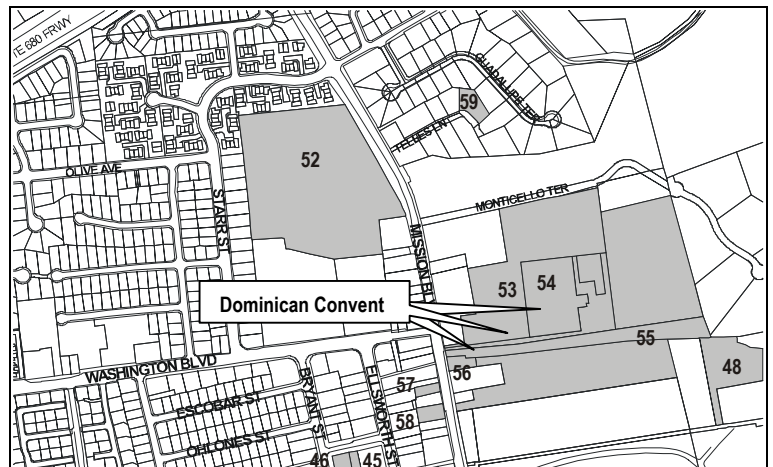 TE 680 FRWY
GUADALUPE TER
59
TELLES LN
52
OLIVE AVE
STARR ST
MISSION BL
MONTICELLO TER
53
54
Dominican Convent
55
48
WASHINGTON BLVD
56
57
ESCOBAR ST
BRYANT ST
ELLSWORTH ST
58
OHLONES ST
46
45